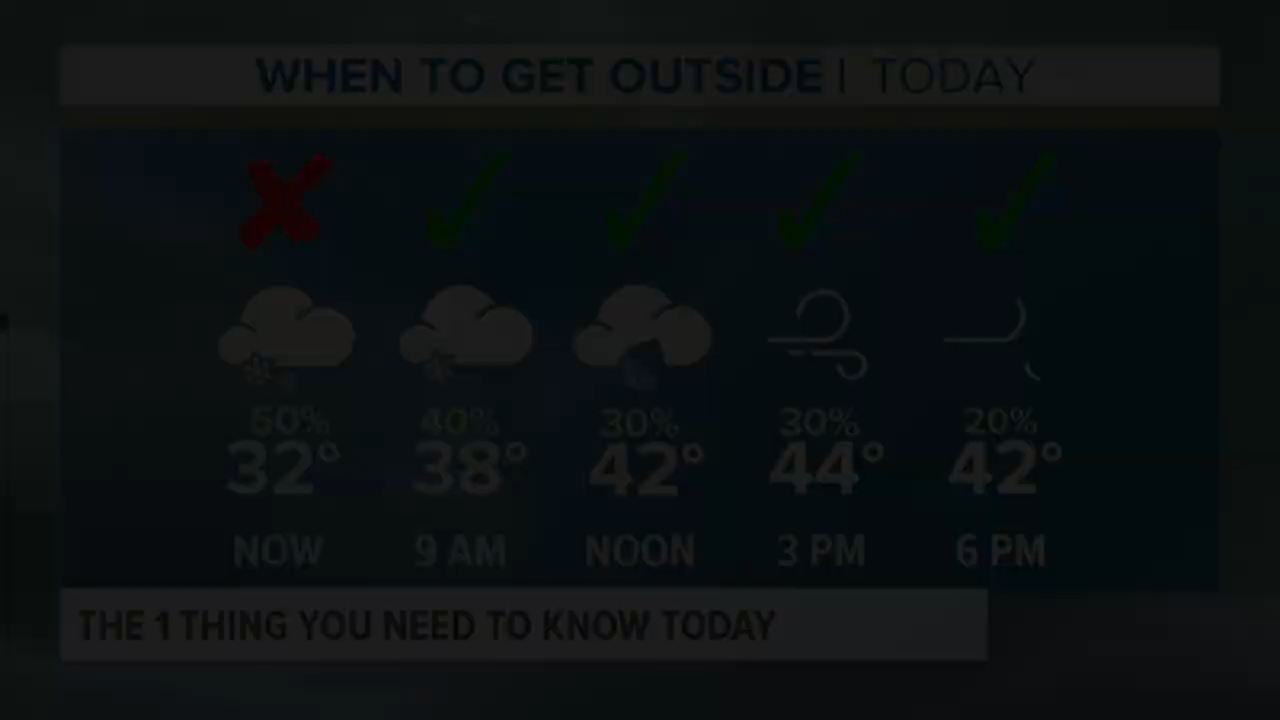 WHEN TO GET OUTSIDE | TODAY
60% 40% 30% 30% 20%
32° 38° 42° 44° 42°
NOW 9 AM NOON 3 PM 6 PM
THE 1 THING YOU NEED TO KNOW TODAY